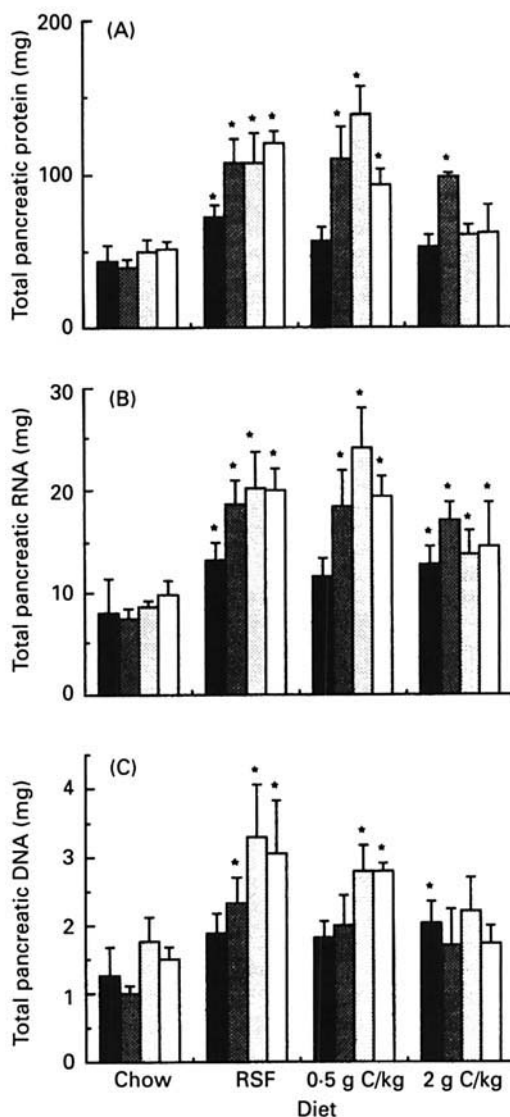 (A)
Total pancreatic protein (mg)
200
100
0
* * * * * * * *
(B)
Total pancreatic RNA (mg)
30
20
10
0
* * * * * * * * * * *
(C)
Total pancreatic DNA (mg)
4
3
2
1
0
* * * * * *
Chow RSF 0·5 g C/kg 2 g C/kg
Diet